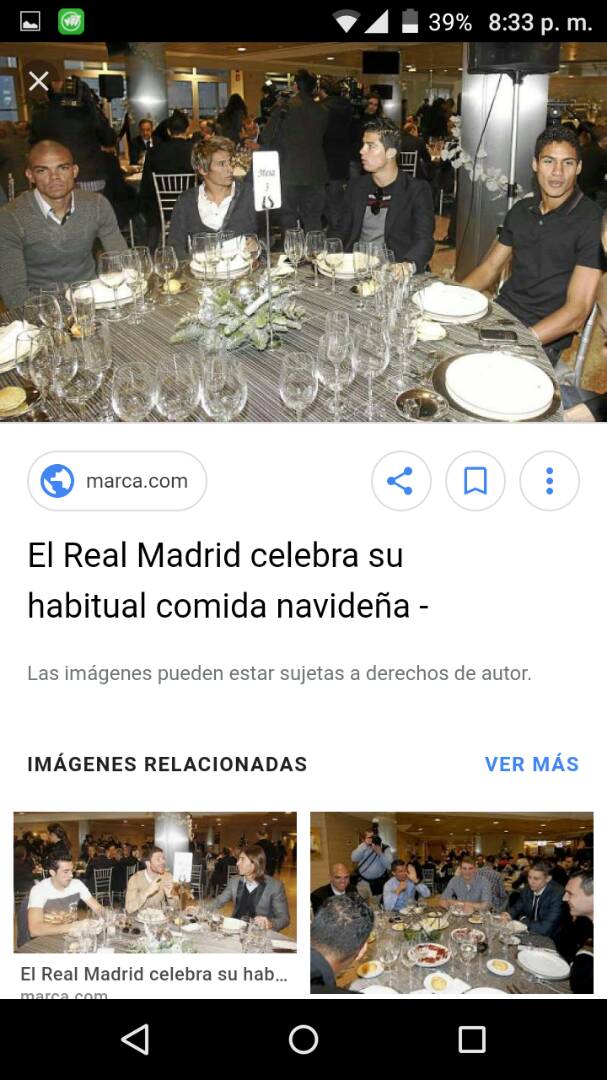 39% 8:33 p. m.
Mesa
3
marca.com
El Real Madrid celebra su
habitual comida navideña -
Las imágenes pueden estar sujetas a derechos de autor.
IMÁGENES RELACIONADAS VER MÁS
El Real Madrid celebra su hab...
marca.com